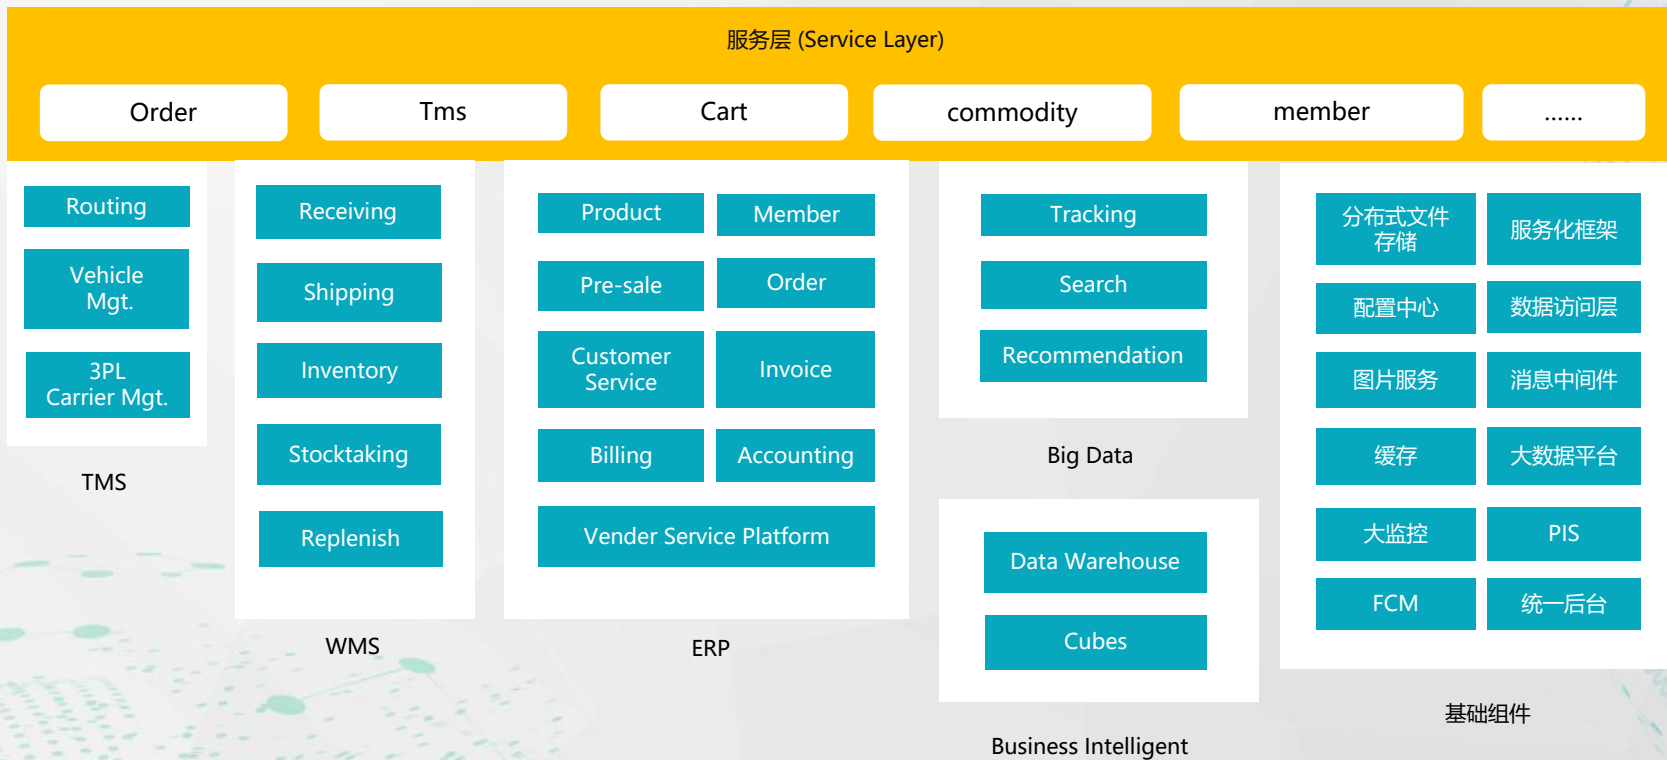 服务层 (Service Layer)
Order
Tms
Cart
commodity
member
......
Routing
Vehicle
Mgt.
3PL
Carrier Mgt.
TMS
Receiving
Shipping
Inventory
Stocktaking
Replenish
WMS
Product
Member
Pre-sale
Order
Customer
Service
Invoice
Billing
Accounting
Vender Service Platform
ERP
Tracking
Search
Recommendation
Big Data
Data Warehouse
Cubes
Business Intelligent
分布式文件
存储
服务化框架
配置中心
数据访问层
图片服务
消息中间件
缓存
大数据平台
大监控
PIS
FCM
统一后台
基础组件